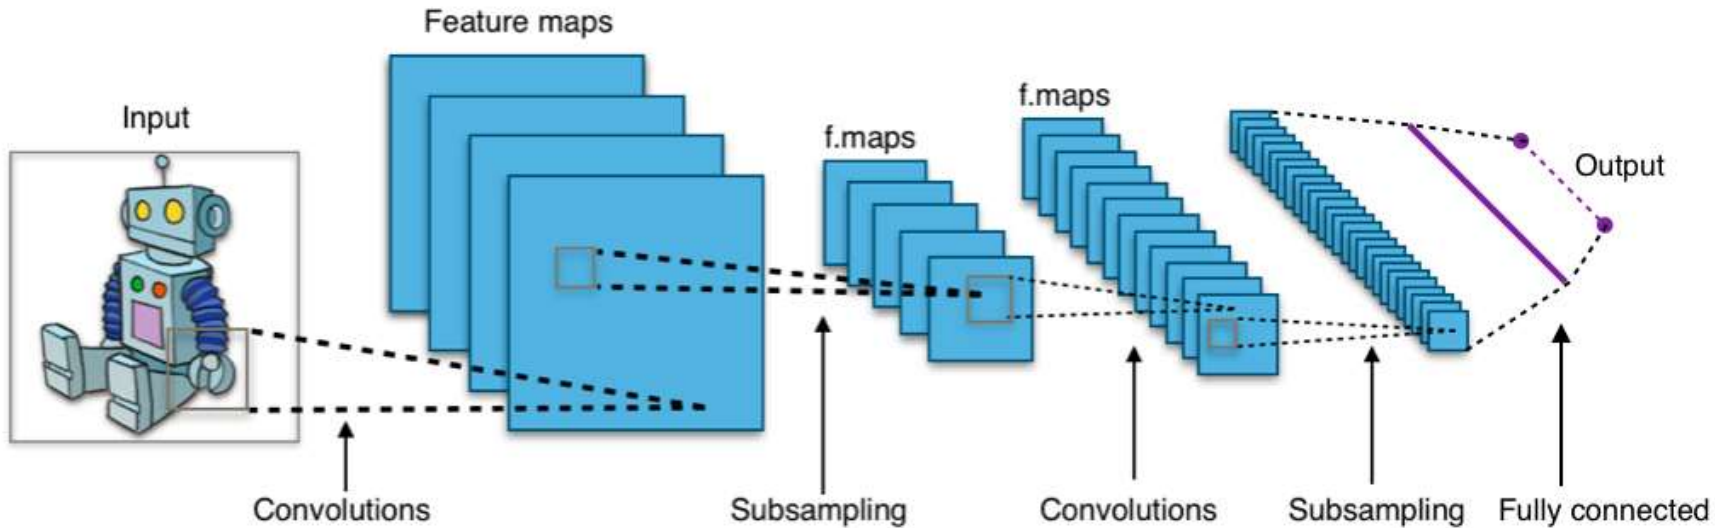 Feature maps
Input
f.maps
f.maps
Output
Convolutions
Subsampling
Convolutions
Subsampling
Fully connected